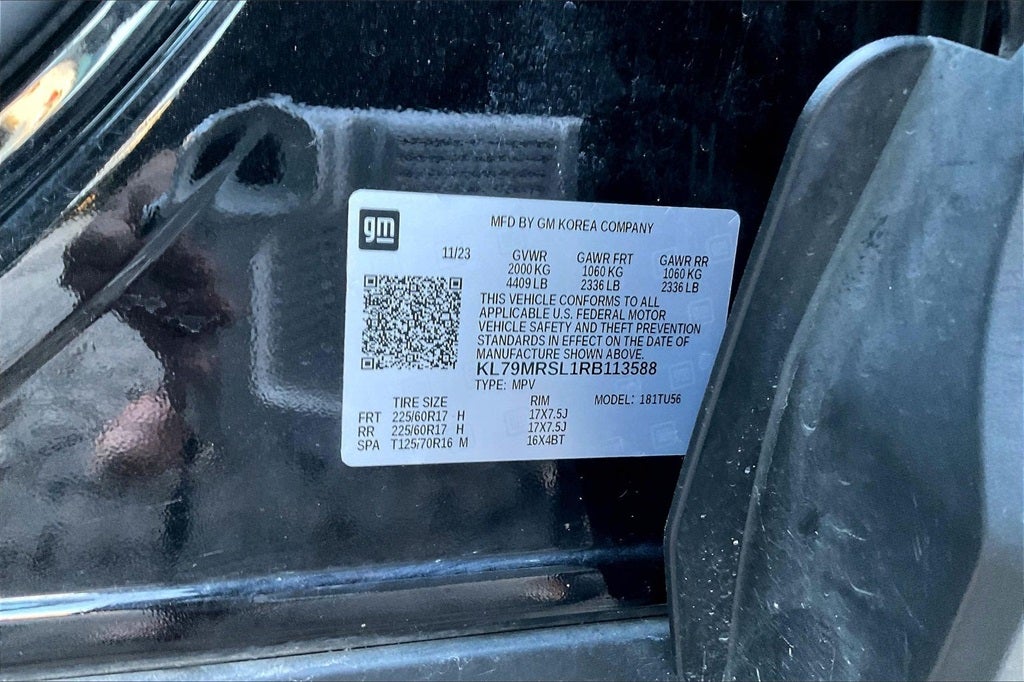 gm
MFD BY GM KOREA COMPANY
11/23 GVWR GAWR FRT GAWR RR
2000 KG 1060 KG 1060 KG
4409 LB 2336 LB 2336 LB
THIS VEHICLE CONFORMS TO ALL
APPLICABLE U.S. FEDERAL MOTOR
VEHICLE SAFETY AND THEFT PREVENTION
STANDARDS IN EFFECT ON THE DATE OF
MANUFACTURE SHOWN ABOVE.
KL79MRSL1RB113588
TYPE: MPV
TIRE SIZE RIM MODEL: 181TU56
FRT 225/60R17 H 17X7.5J
RR 225/60R17 H 17X7.5J
SPA T125/70R16 M 16X4BT